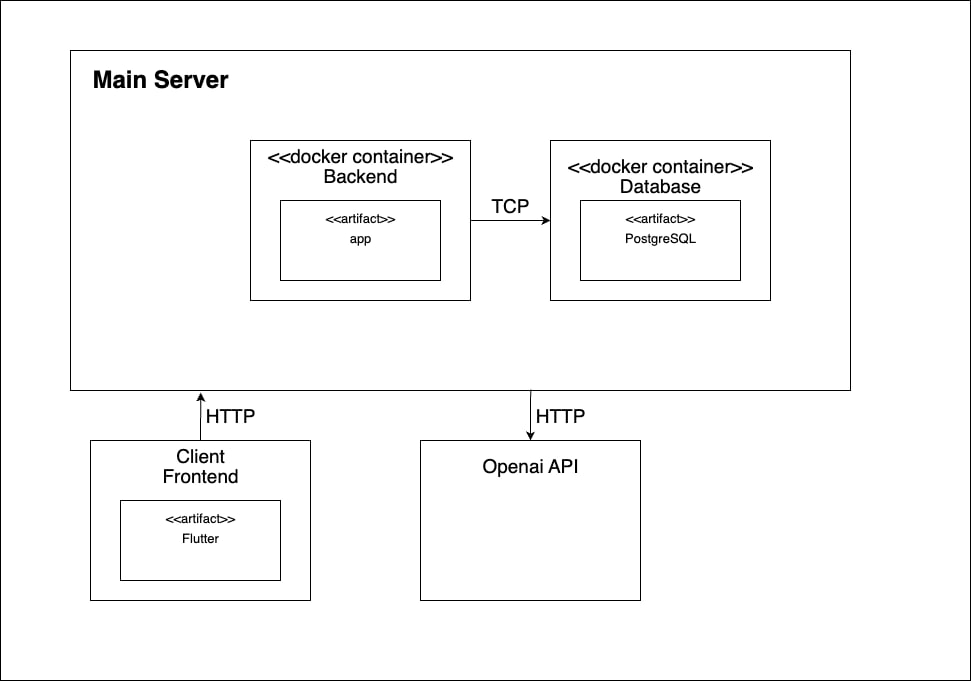 Main Server
<<docker container>>
Backend
<<artifact>>
app
TCP
<<docker container>>
Database
<<artifact>>
PostgreSQL
HTTP
HTTP
Client
Frontend
<<artifact>>
Flutter
Openai API